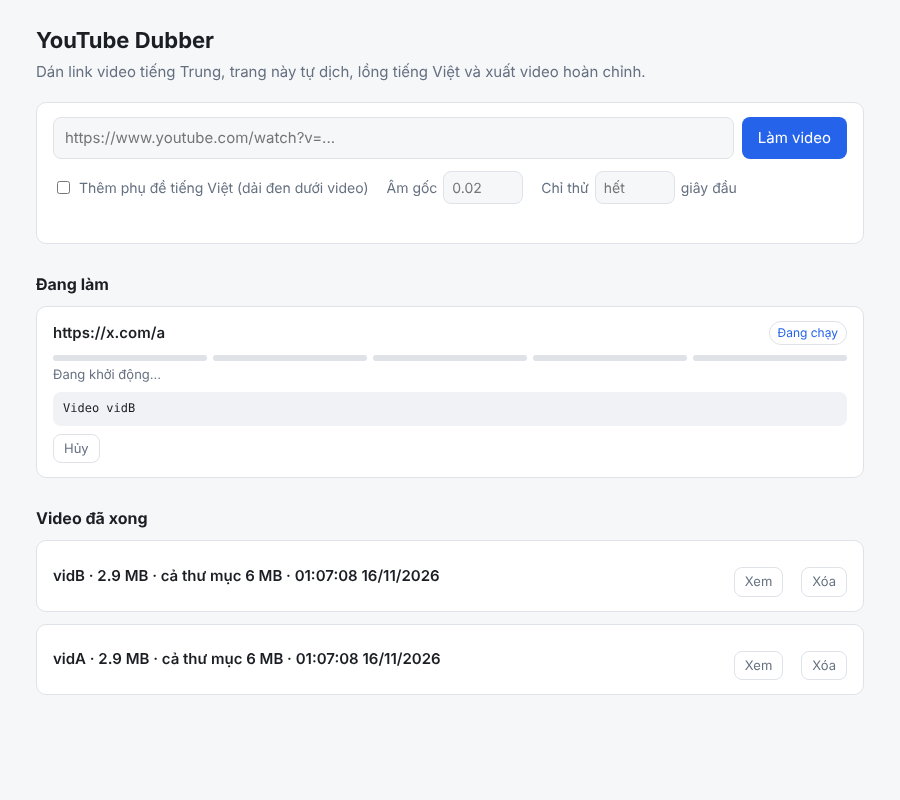 YouTube Dubber
Dán link video tiếng Trung, trang này tự dịch, lồng tiếng Việt và xuất video hoàn chỉnh.
https://www.youtube.com/watch?v=...
Làm video
Thêm phụ đề tiếng Việt (dải đen dưới video) Âm gốc 0.02 Chỉ thử hết giây đầu
Đang làm
https://x.com/a Đang chạy
Đang khởi động...
Video vidB
Hủy
Video đã xong
vidB · 2.9 MB · cả thư mục 6 MB · 01:07:08 16/11/2026 Xem Xóa
vidA · 2.9 MB · cả thư mục 6 MB · 01:07:08 16/11/2026 Xem Xóa